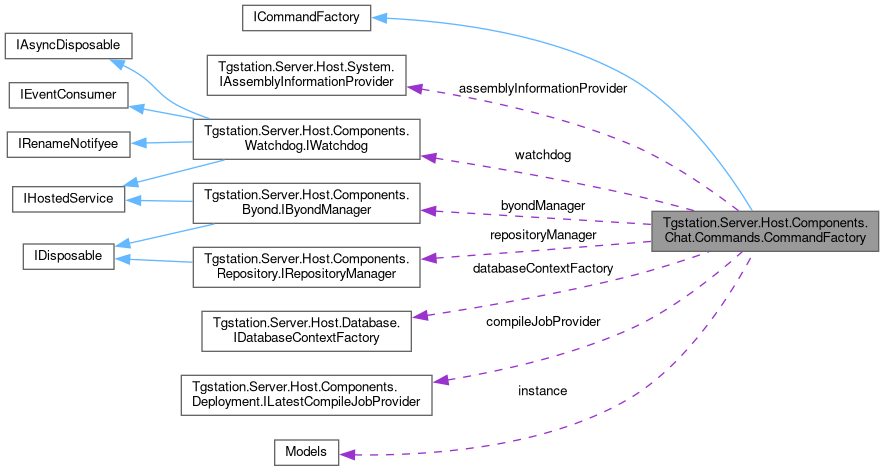 ICommandFactory
IAsyncDisposable
Tgstation.Server.Host.System.
IAssemblyInformationProvider
assemblyInformationProvider
IEventConsumer
IRenameNotifyee
Tgstation.Server.Host.Components.
Watchdog.IWatchdog
watchdog
IHostedService
Tgstation.Server.Host.Components.
Byond.IByondManager
byondManager
Tgstation.Server.Host.Components.
Chat.Commands.CommandFactory
repositoryManager
IDisposable
Tgstation.Server.Host.Components.
Repository.IRepositoryManager
databaseContextFactory
Tgstation.Server.Host.Database.
IDatabaseContextFactory
compileJobProvider
Tgstation.Server.Host.Components.
Deployment.ILatestCompileJobProvider
instance
Models